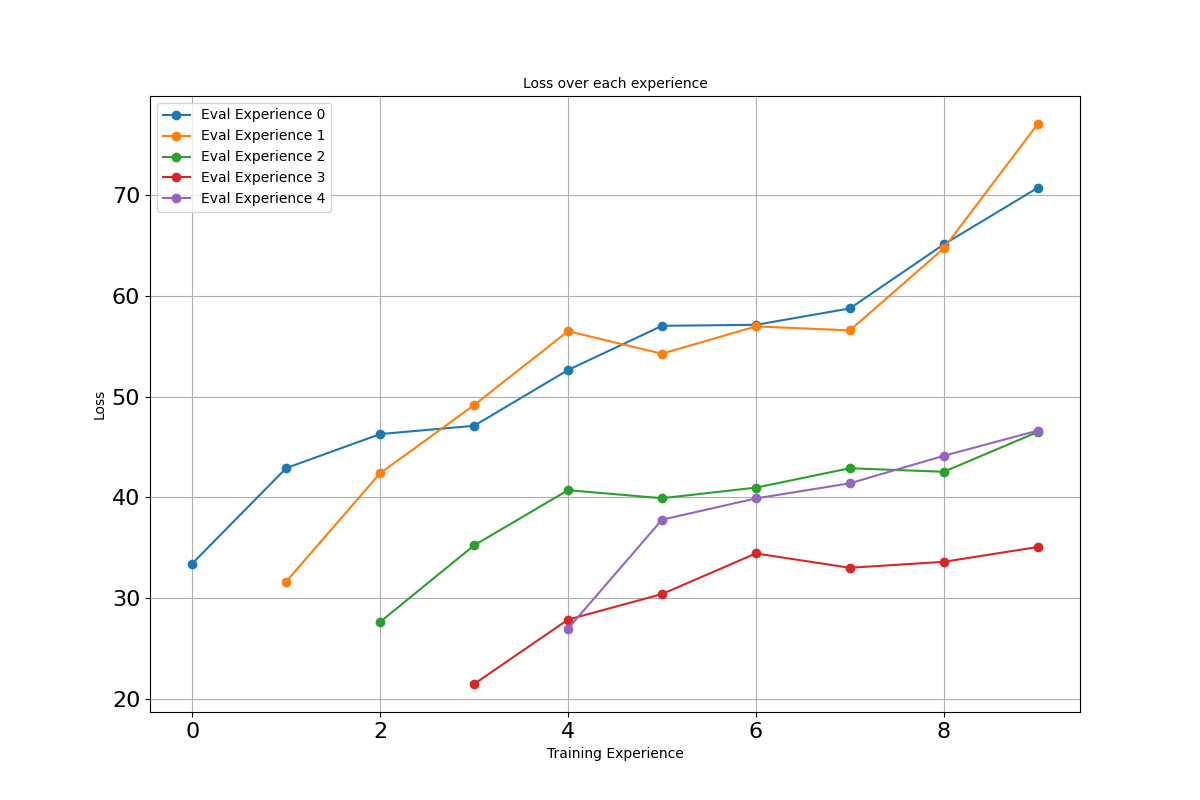 Loss over each experience
Eval Experience 0
Eval Experience 1
Eval Experience 2
Eval Experience 3
Eval Experience 4
70
60
50
40
30
20
Loss
0 2 4 6 8
Training Experience